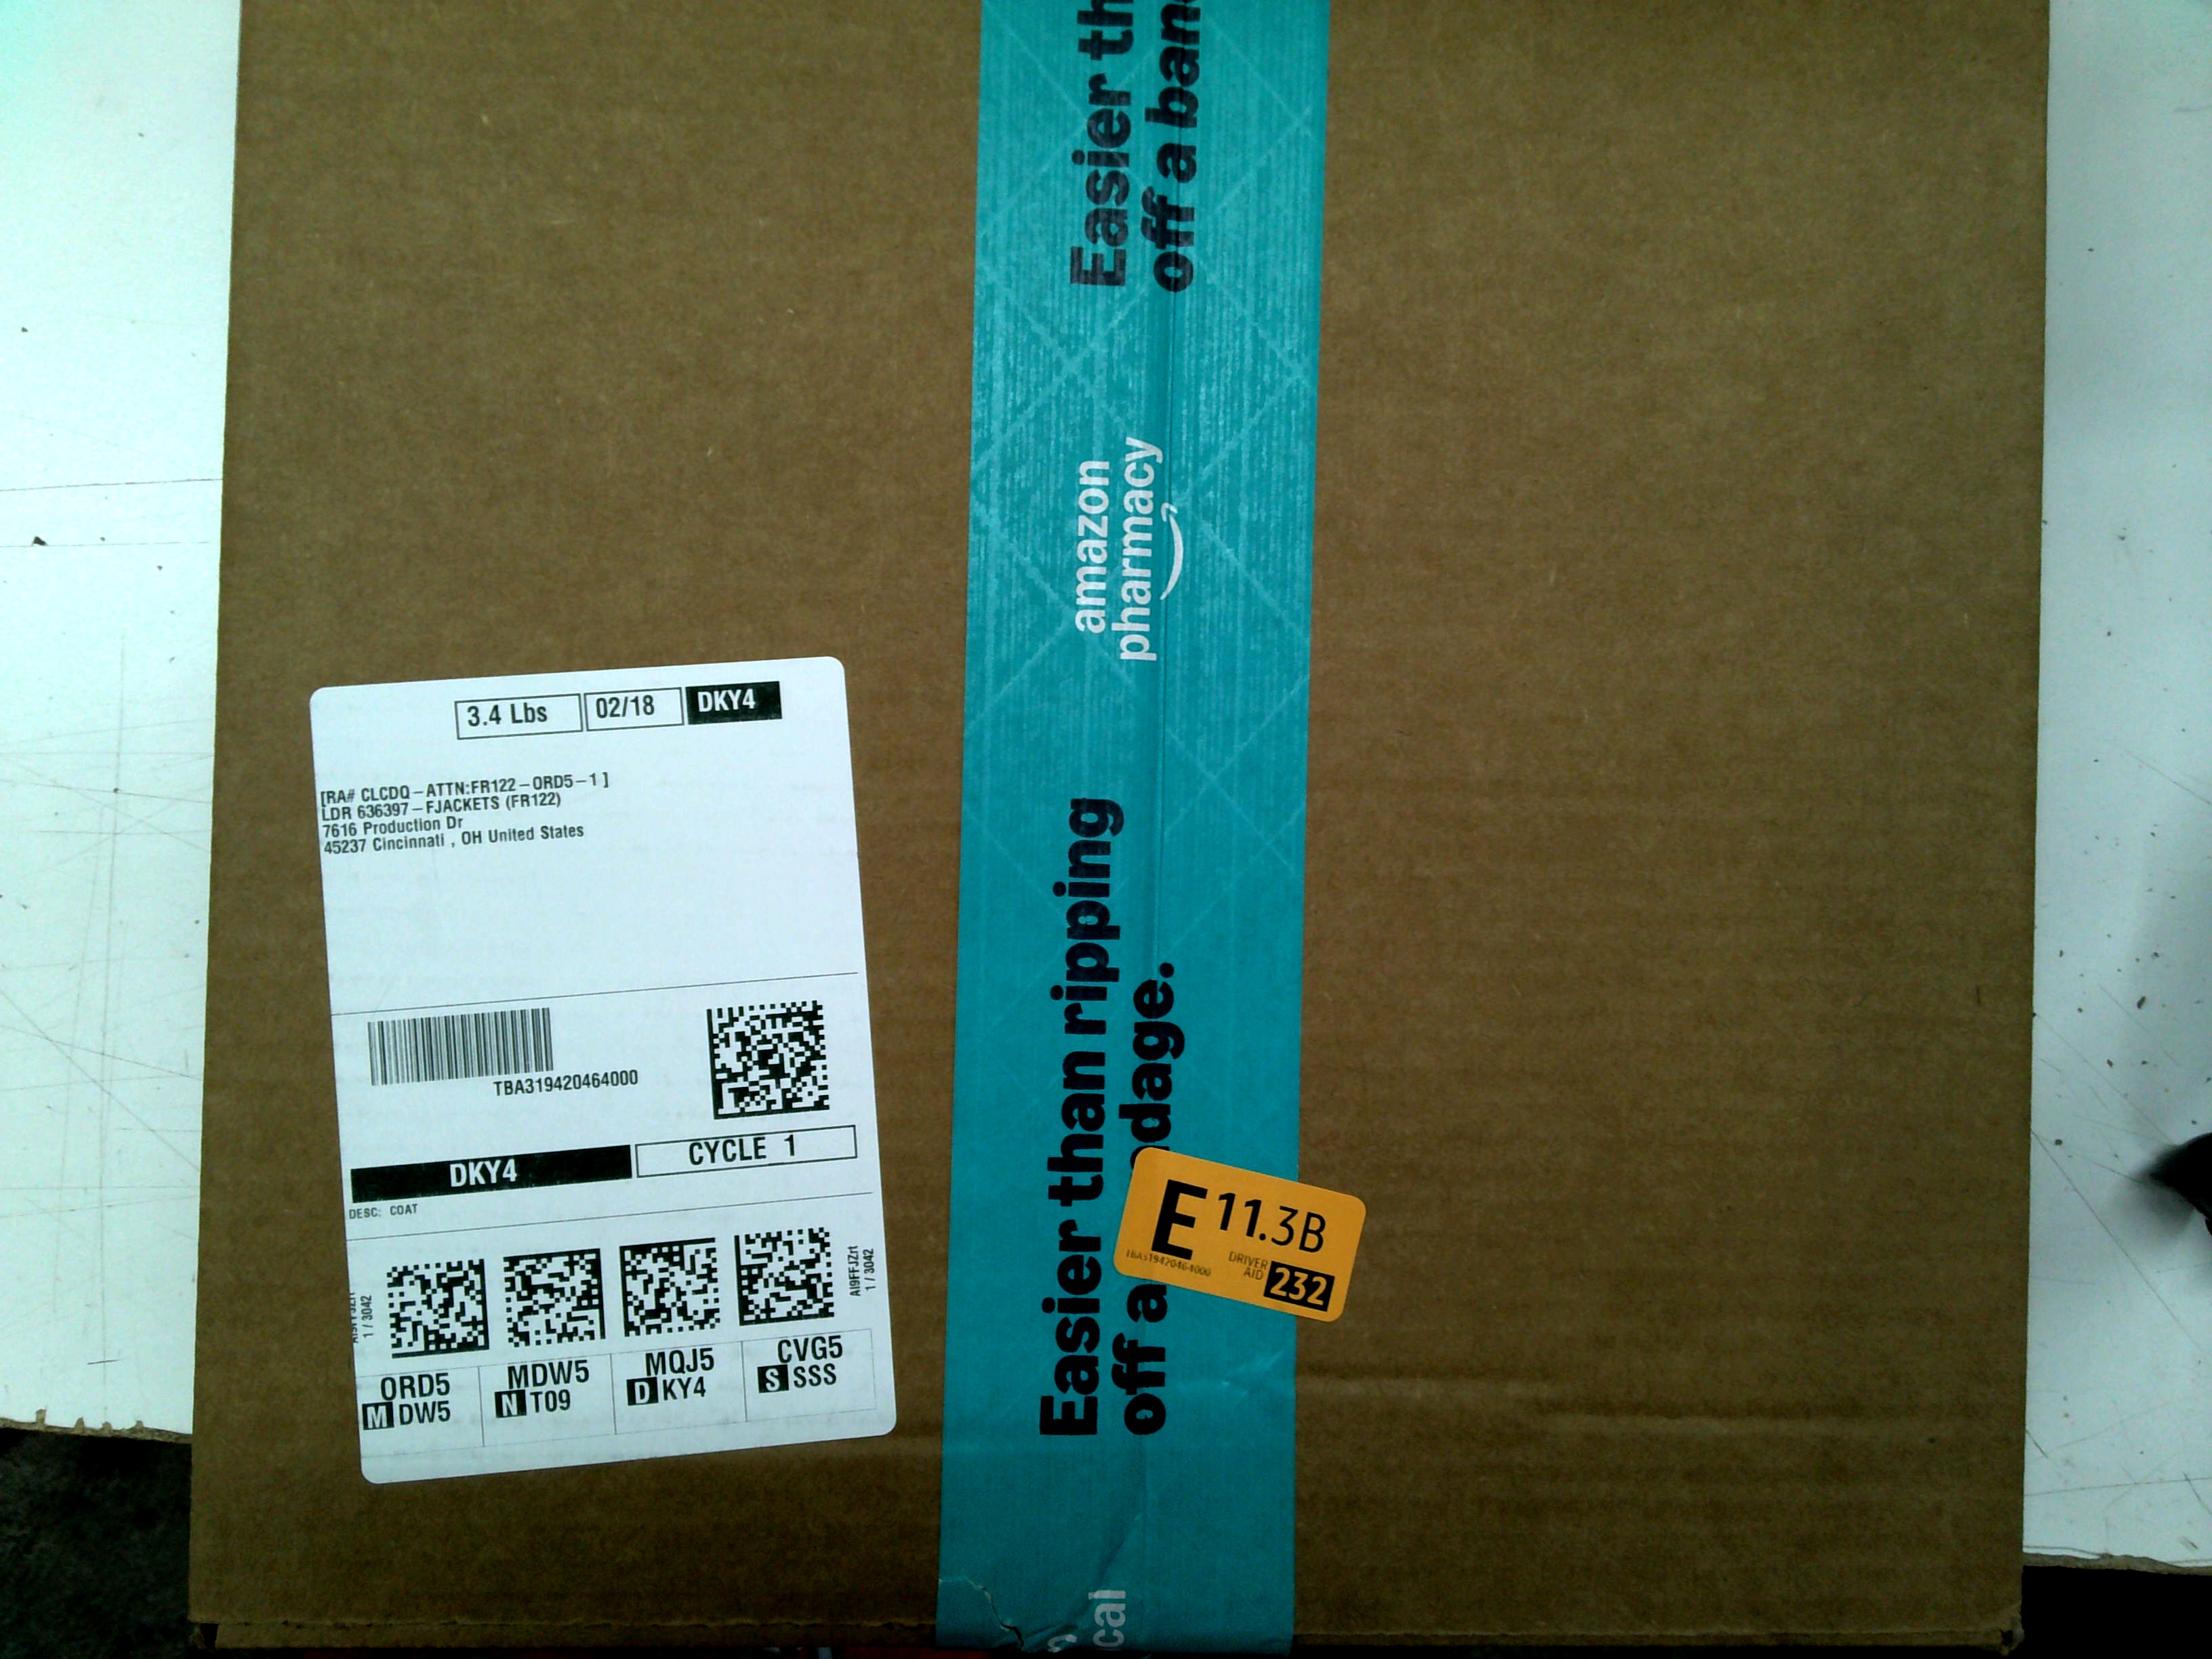 3.4 Lbs 02/18 DKY4
[RA# CLCDQ-ATTN:FR122-ORD5-1 ]
LDR 636397-FJACKETS (FR122)
7616 Production Dr
45237 Cincinnati , OH United States
TBA319420464000
DKY4 CYCLE 1
DESC: COAT
1 / 3042
AI9FFJZrt
1 / 3042
ORD5 MDW5 MQJ5 CVG5
M DW5 N T09 D KY4 S SSS
Easier th
off a ban
amazon
pharmacy
Easier than ripping
off a ndage.
cal
E 11.3B
TBA319420464000
DRIVER
AID 232